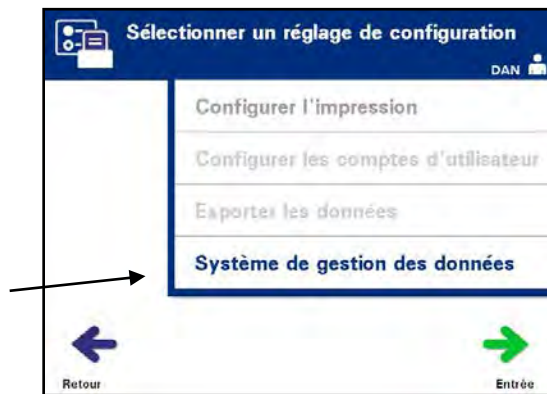 Sélectionner un réglage de configuration
DAN
Configurer l'impression
Configurer les comptes d'utilisateur
Exporter les données
Système de gestion des données
Retour
Entrée